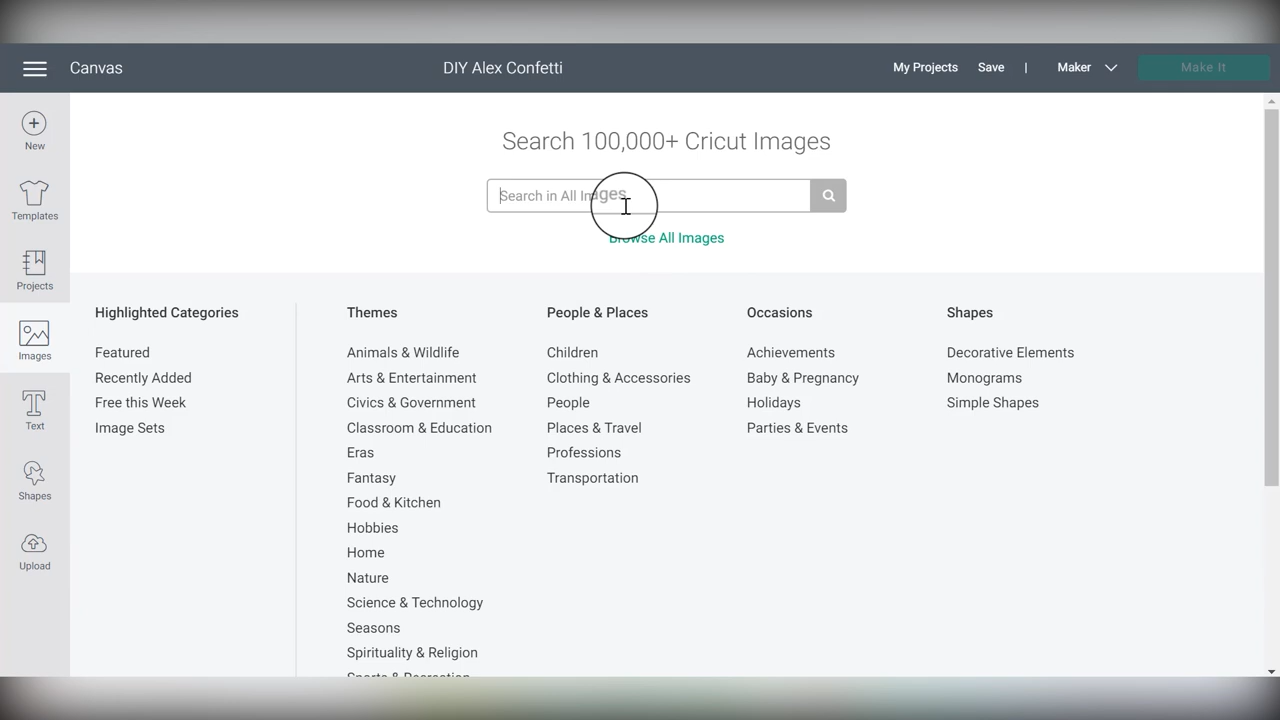 Canvas
DIY Alex Confetti
My Projects Save | Maker Make It
New
Templates
Projects
Images
Text
Shapes
Upload
Search 100,000+ Cricut Images
Search in All Images
Browse All Images
Highlighted Categories
Featured
Recently Added
Free this Week
Image Sets
Themes
Animals & Wildlife
Arts & Entertainment
Civics & Government
Classroom & Education
Eras
Fantasy
Food & Kitchen
Hobbies
Home
Nature
Science & Technology
Seasons
Spirituality & Religion
Sports & Recreation
People & Places
Children
Clothing & Accessories
People
Places & Travel
Professions
Transportation
Occasions
Achievements
Baby & Pregnancy
Holidays
Parties & Events
Shapes
Decorative Elements
Monograms
Simple Shapes